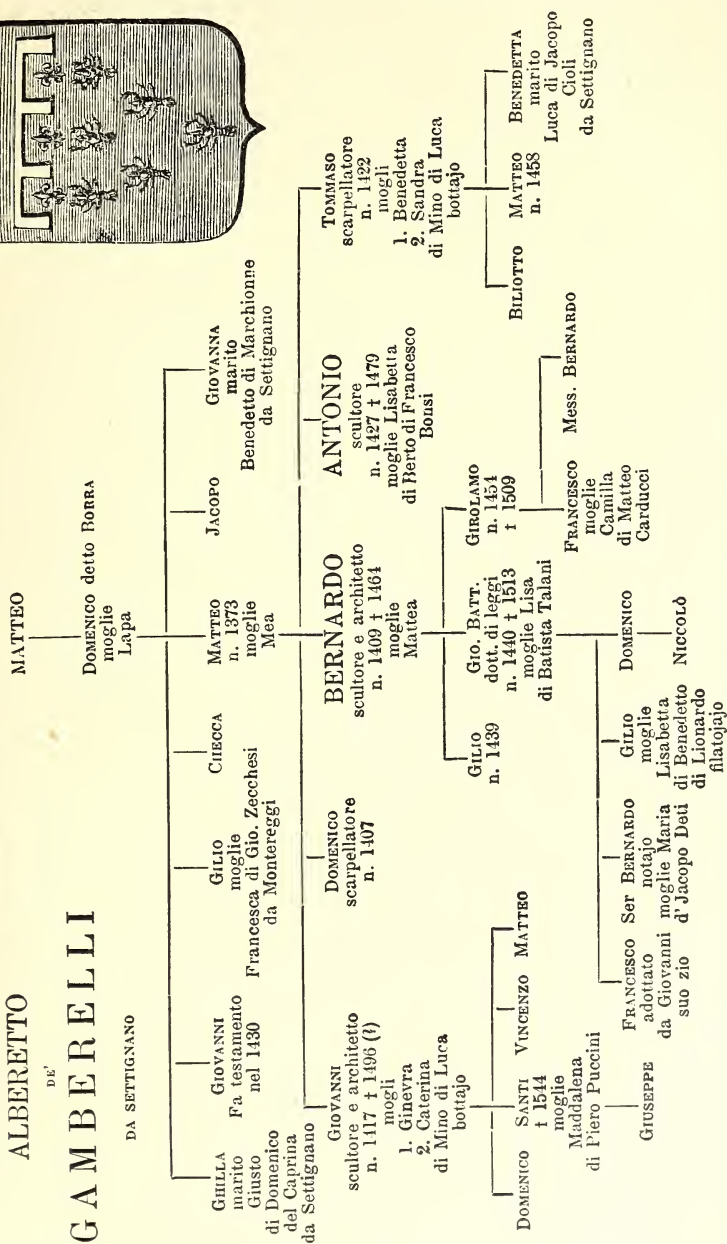 ALBERETTO
DE'
GAMBERELLI
DA SETTIGNANO
MATTEO
DOMENICO detto BORRA
moglie
Lapa
GHILLA
marito
Giusto
di Domenico
del Caprina
da Settignano
GIOVANNI
Fa testamento
nel 1430
GILIO
moglie
Francesca di Gio. Zecchesi
da Montereggi
CHECCA
MATTEO
n. 1373
moglie
Mea
JACOPO
GIOVANNA
marito
Benedetto di Marchionne
da Settignano
GIOVANNI
scultore e architetto
n. 1417 † 1496 (?)
mogli
1. Ginevra
2. Caterina
di Mino di Luca
bottajo
DOMENICO
scarpellatore
n. 1407
BERNARDO
scultore e architetto
n. 1409 † 1464
moglie
Mattea
ANTONIO
scultore
n. 1427 † 1479
moglie Lisabetta
di Berto di Francesco
Bonsi
TOMMASO
scarpellatore
n. 1422
mogli
1. Benedetta
2. Sandra
di Mino di Luca
bottajo
DOMENICO
SANTI
† 1544
moglie
Maddalena
di Piero Puccini
VINCENZO
MATTEO
GILIO
n. 1439
GIO. BATT.
dott. di leggi
n. 1440 † 1513
moglie Lisa
di Batista Talani
GIROLAMO
n. 1454
† 1509
BILIOTTO
MATTEO
n. 1458
BENEDETTA
marito
Luca di Jacopo
Cioli
da Settignano
GIUSEPPE
FRANCESCO
adottato
da Giovanni
suo zio
Ser BERNARDO
notajo
moglie Maria
d'Jacopo Deti
GILIO
moglie
Lisabetta
di Benedetto
di Lionardo
filatojajo
DOMENICO
FRANCESCO
moglie
Camilla
di Matteo
Carducci
Mess. BERNARDO
NICCOLÒ